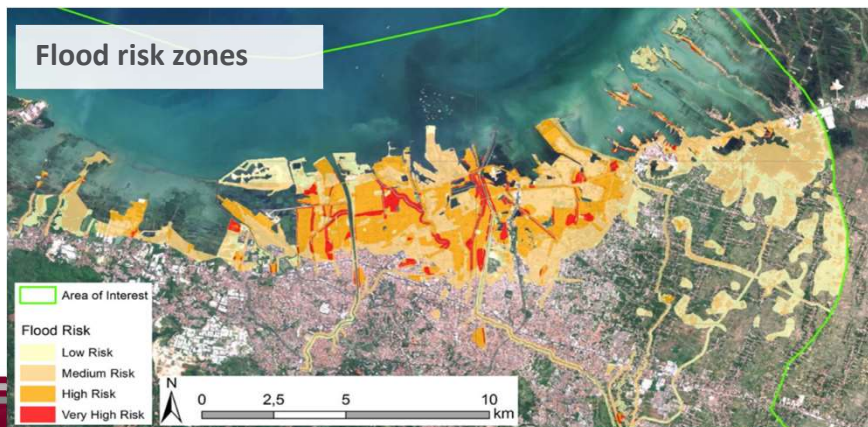 Flood risk zones
Area of Interest
Flood Risk
Low Risk
Medium Risk
High Risk
Very High Risk
N
0 2,5 5 10
km